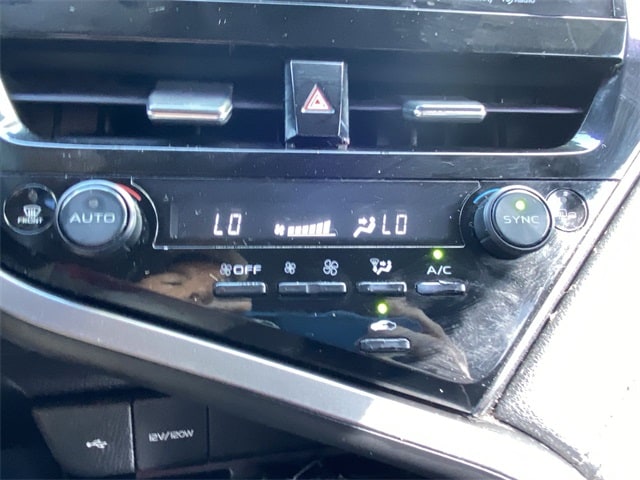 FRONT
AUTO
LO
LO
SYNC
OFF
A/C
12V/120W